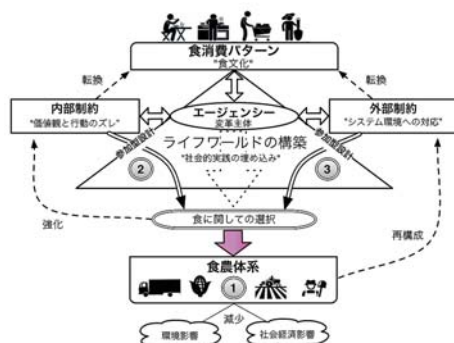 食消費パターン
"食文化"
転換
転換
内部制約
"価値観と行動のズレ"
エージェンシー
変革主体
外部制約
"システム環境への対応"
参加型設計
参加型設計
ライフワールドの構築
"社会的実践の埋め込み"
2
3
強化
食に関しての選択
再構成
食農体系
1
減少
環境影響
社会経済影響